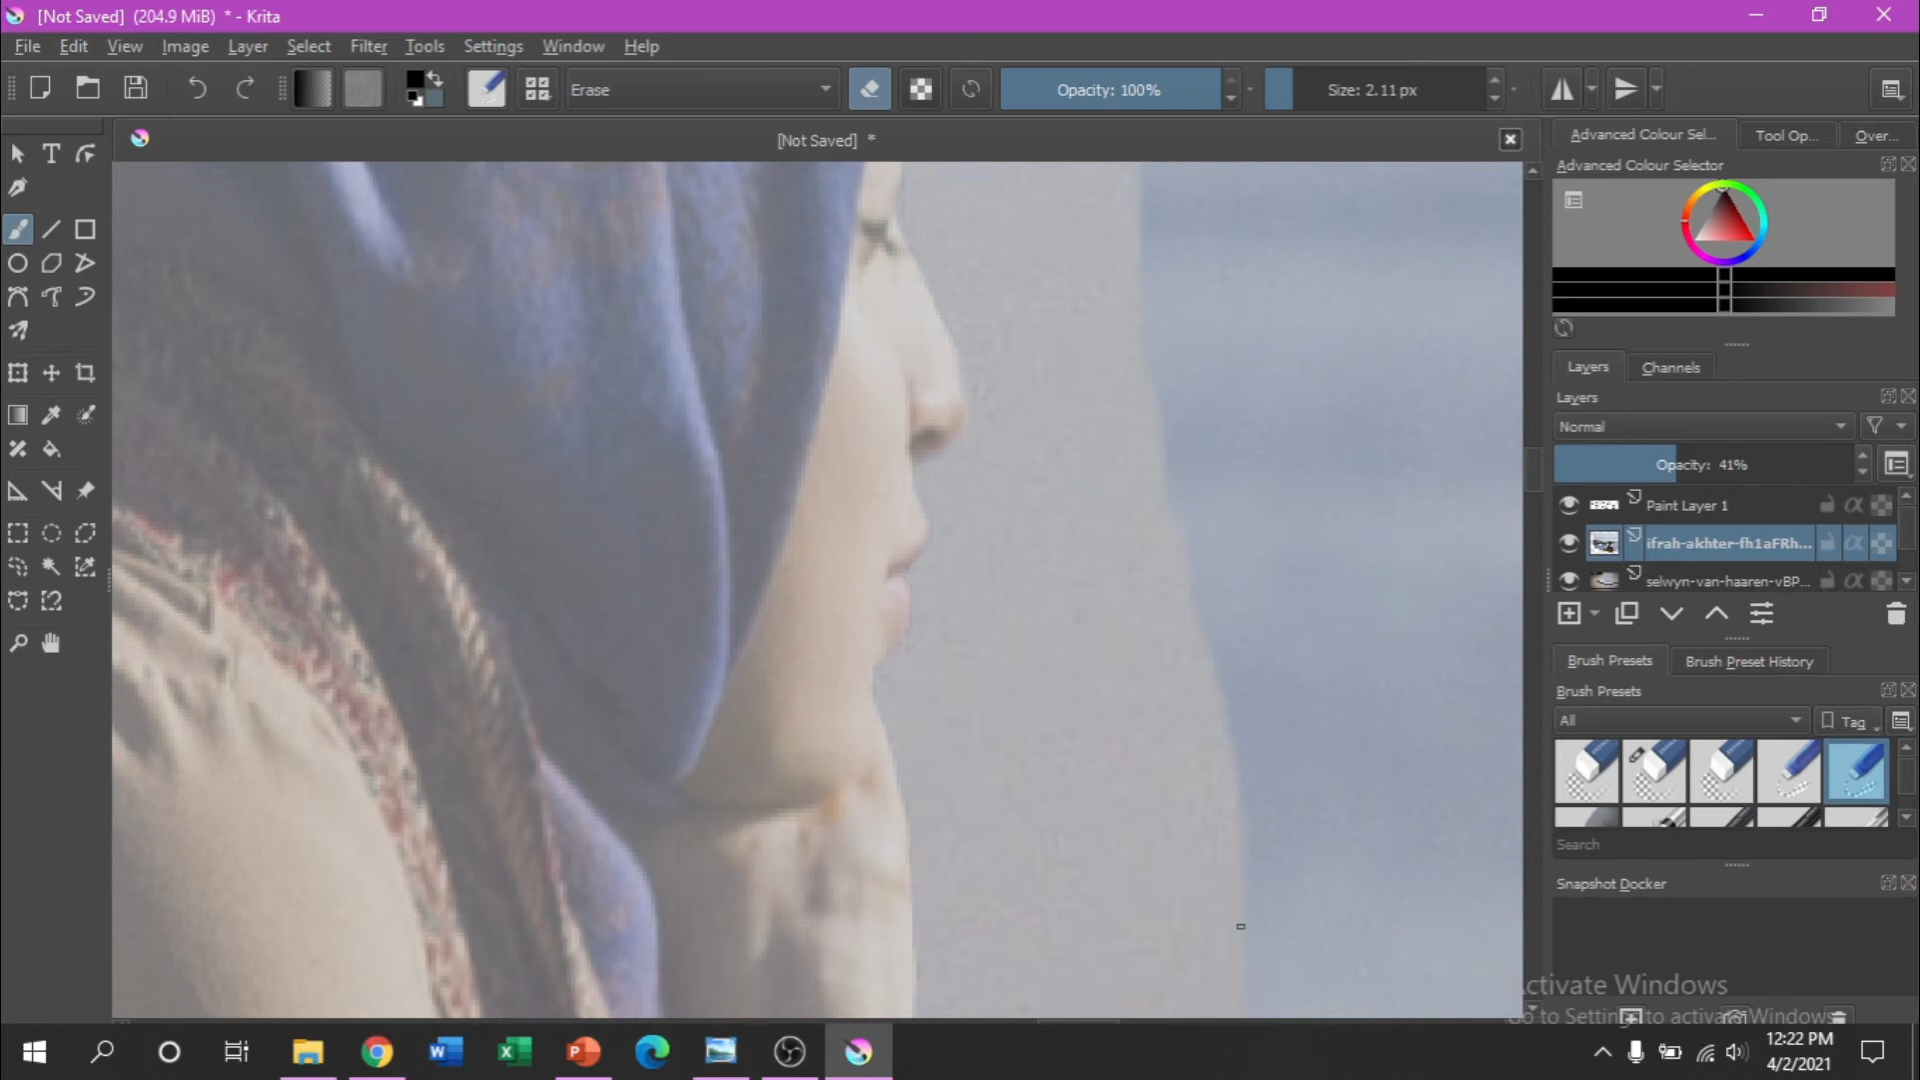 [Not Saved]  (204.9 MiB)  * - Krita
File Edit View Image Layer Select Filter Tools Settings Window Help
Erase
Opacity: 100%
Size: 2.11 px
[Not Saved]  *
Advanced Colour Sel...
Tool Op...
Over...
Advanced Colour Selector
Layers
Channels
Layers
Normal
Opacity:  41%
Paint Layer 1
ifrah-akhter-fh1aFRh...
selwyn-van-haaren-vBP...
Brush Presets
Brush Preset History
Brush Presets
All
Tag
Search
Snapshot Docker
Activate Windows
Go to Settings to activate Windows.
12:22 PM
4/2/2021